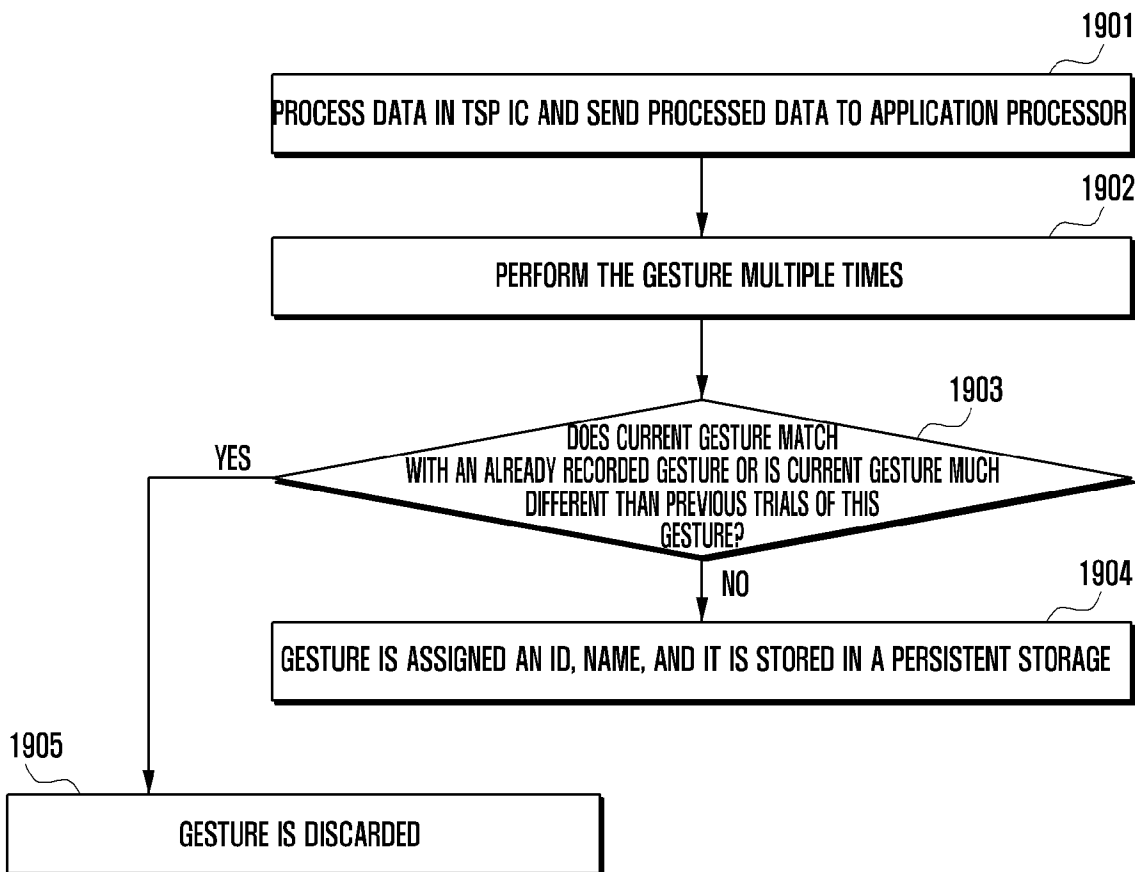 1901
PROCESS DATA IN TSP IC AND SEND PROCESSED DATA TO APPLICATION PROCESSOR
1902
PERFORM THE GESTURE MULTIPLE TIMES
1903
DOES CURRENT GESTURE MATCH
WITH AN ALREADY RECORDED GESTURE OR IS CURRENT GESTURE MUCH
DIFFERENT THAN PREVIOUS TRIALS OF THIS
GESTURE?
YES
NO
1904
GESTURE IS ASSIGNED AN ID, NAME, AND IT IS STORED IN A PERSISTENT STORAGE
1905
GESTURE IS DISCARDED